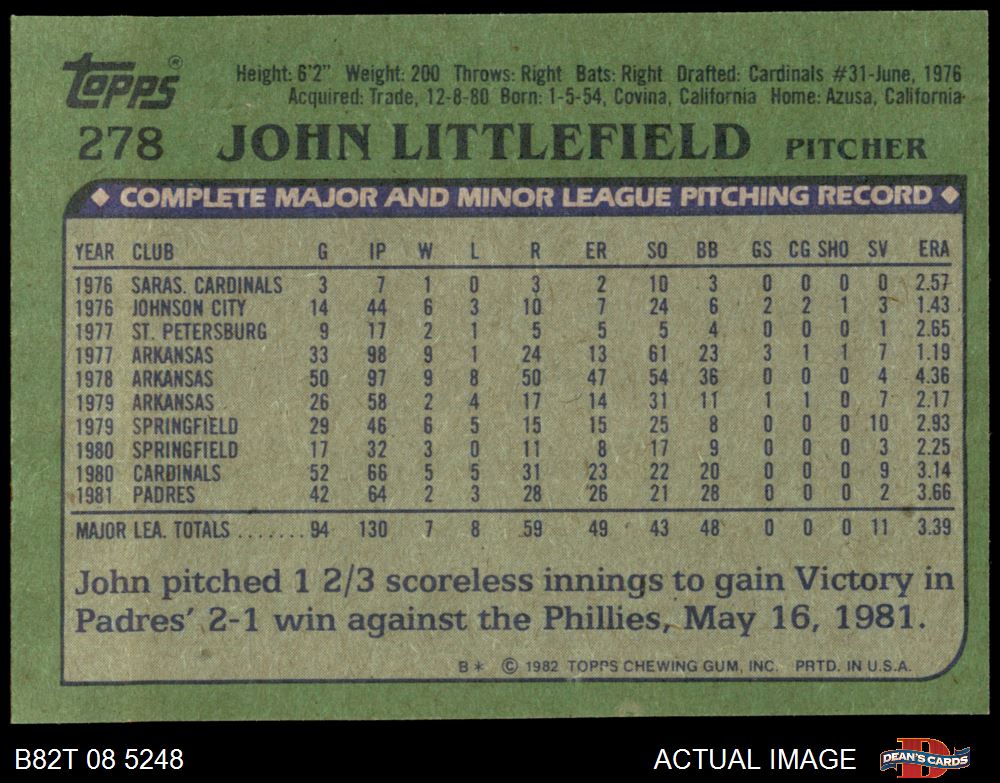 Topps®
Height: 6'2" Weight: 200 Throws: Right Bats: Right Drafted: Cardinals #31-June, 1976
Acquired: Trade, 12-8-80 Born: 1-5-54, Covina, California Home: Azusa, California
278 JOHN LITTLEFIELD PITCHER
◆ COMPLETE MAJOR AND MINOR LEAGUE PITCHING RECORD ◆
YEAR CLUB G IP W L R ER SO BB GS CG SHO SV ERA
1976 SARAS. CARDINALS 3 7 1 0 3 2 10 3 0 0 0 0 2.57
1976 JOHNSON CITY 14 44 6 3 10 7 24 6 2 2 1 3 1.43
1977 ST. PETERSBURG 9 17 2 1 5 5 5 4 0 0 0 1 2.65
1977 ARKANSAS 33 98 9 1 24 13 61 23 3 1 1 7 1.19
1978 ARKANSAS 50 97 9 8 50 47 54 36 0 0 0 4 4.36
1979 ARKANSAS 26 58 2 4 17 14 31 11 1 1 0 7 2.17
1979 SPRINGFIELD 29 46 6 5 15 15 25 8 0 0 0 10 2.93
1980 SPRINGFIELD 17 32 3 0 11 8 17 9 0 0 0 3 2.25
1980 CARDINALS 52 66 5 5 31 23 22 20 0 0 0 9 3.14
1981 PADRES 42 64 2 3 28 26 21 28 0 0 0 2 3.66
MAJOR LEA. TOTALS .......94 130 7 8 59 49 43 48 0 0 0 11 3.39
John pitched 1 2/3 scoreless innings to gain Victory in
Padres' 2-1 win against the Phillies, May 16, 1981.
B* © 1982 TOPPS CHEWING GUM, INC. PRTD. IN U.S.A.
B82T 08 5248 ACTUAL IMAGE DEAN'S CARDS